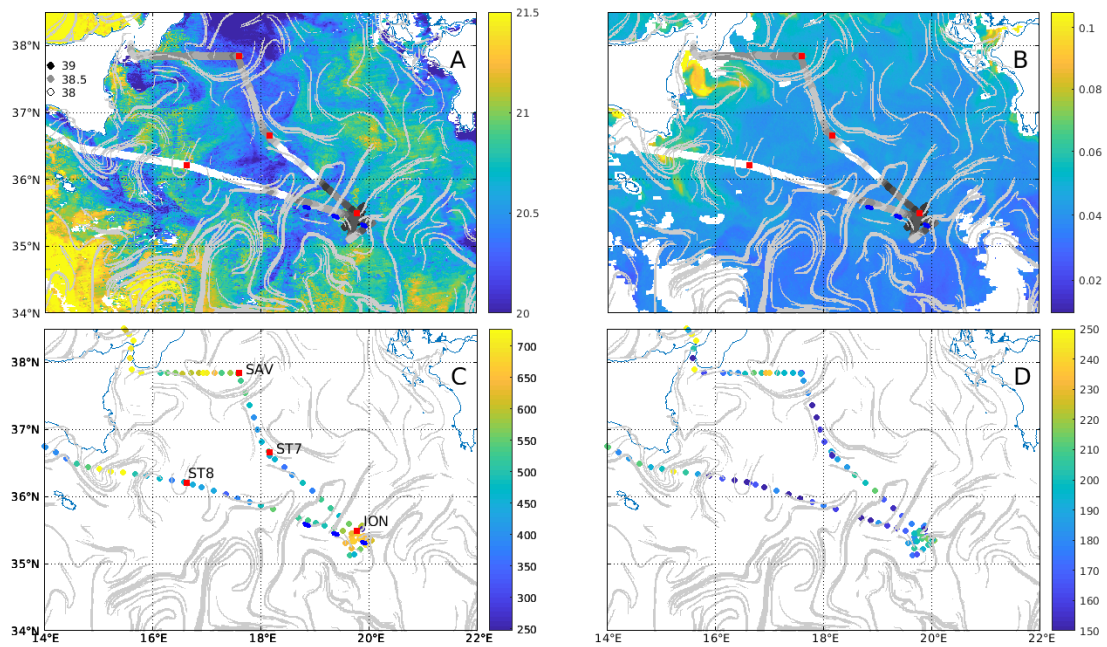 38°N
37°N
36°N
35°N
34°N
39
38.5
38
A
21.5
21
20.5
20
B
0.1
0.08
0.06
0.04
0.02
38°N
37°N
36°N
35°N
34°N
14°E
16°E
18°E
20°E
22°E
C
SAV
ST7
ST8
ION
700
650
600
550
500
450
400
350
300
250
D
14°E
16°E
18°E
20°E
22°E
250
240
230
220
210
200
190
180
170
160
150